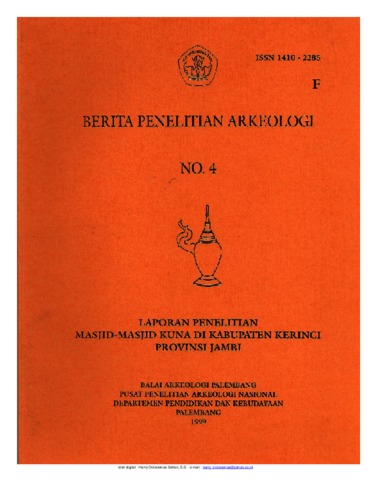 ISSN 1410 - 2285
F
BERITA PENELITIAN ARKEOLOGI
NO. 4
LAPORAN PENELITIAN
MASJID-MASJID KUNA DI KABUPATEN KERINCI
PROVINSI JAMBI
BALAI ARKEOLOGI PALEMBANG
PUSAT PENELITIAN ARKEOLOGI NASIONAL
DEPARTEMEN PENDIDIKAN DAN KEBUDAYAAN
PALEMBANG
1999